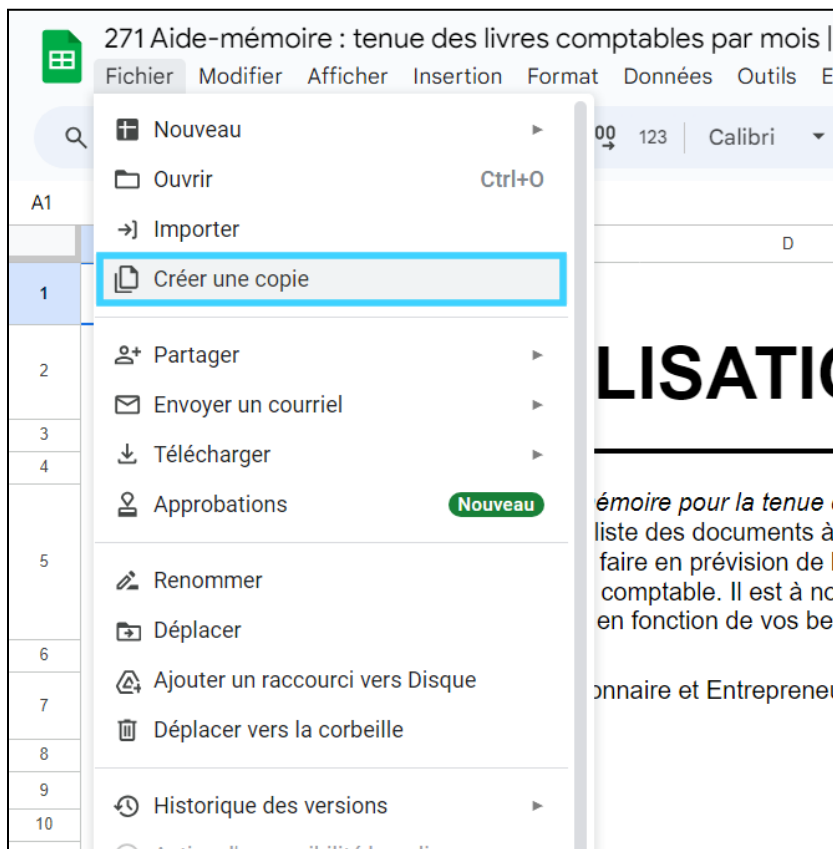 271 Aide-mémoire : tenue des livres comptables par mois |
Fichier Modifier Afficher Insertion Format Données Outils E
Nouveau
00 123 Calibri
Ouvrir Ctrl+O
A1
Importer
D
Créer une copie
1
Partager
2
LISATIO
Envoyer un courriel
3
Télécharger
4
Approbations Nouveau
émoire pour la tenue
liste des documents à
5
faire en prévision de
Renommer
comptable. Il est à no
en fonction de vos be
Déplacer
6
Ajouter un raccourci vers Disque
onnaire et Entrepreneu
7
Déplacer vers la corbeille
8
9
Historique des versions
10